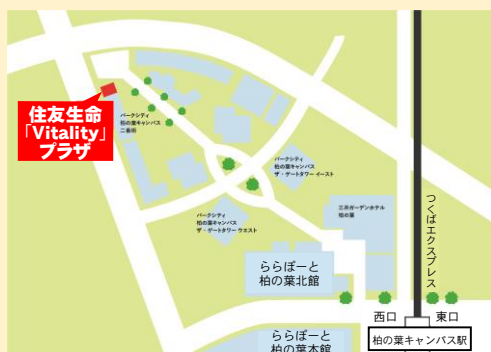 住友生命
「Vitality」
プラザ
パークシティ
柏の葉キャンパス
二番街
パークシティ
柏の葉キャンパス
ザ・ゲートタワー イースト
パークシティ
柏の葉キャンパス
ザ・ゲートタワー ウエスト
三井ガーデンホテル
柏の葉
つくばエクスプレス
ららぽーと
柏の葉北館
西口
東口
柏の葉キャンパス駅
ららぽーと
柏の葉本館